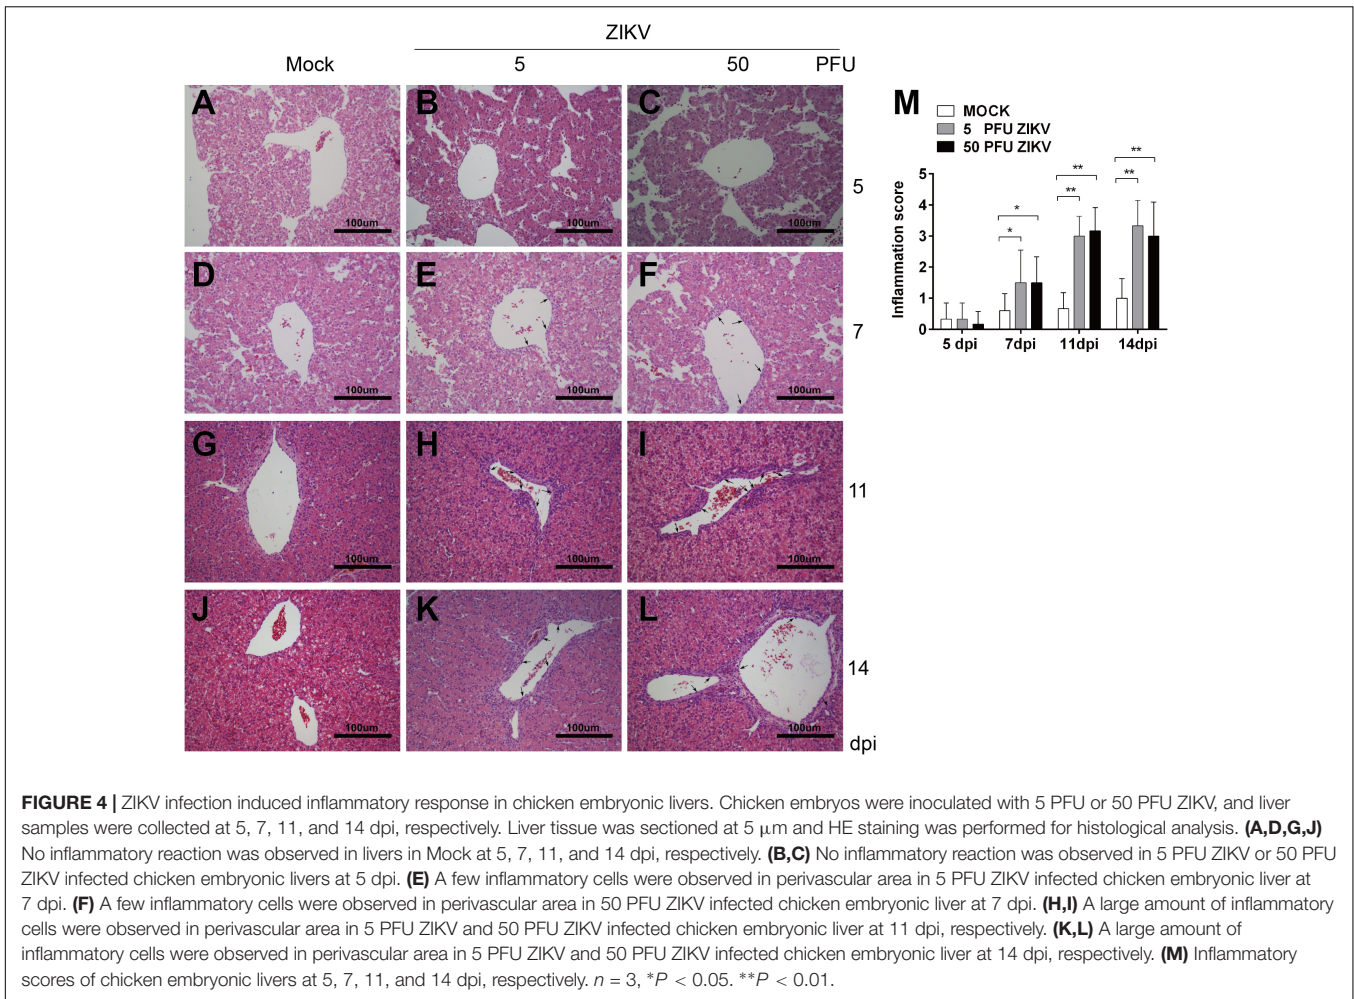 ZIKV
Mock 5 50 PFU
A B C 5
100um 100um 100um
D E F 7
100um 100um 100um
G H I 11
100um 100um 100um
J K L 14
100um 100um 100um
dpi
M
MOCK
5 PFU ZIKV
50 PFU ZIKV
** ** ** **
* *
Inflammation score
5
4
3
2
1
0
5 dpi 7dpi 11dpi 14dpi
FIGURE 4 | ZIKV infection induced inflammatory response in chicken embryonic livers. Chicken embryos were inoculated with 5 PFU or 50 PFU ZIKV, and liver
samples were collected at 5, 7, 11, and 14 dpi, respectively. Liver tissue was sectioned at 5 μm and HE staining was performed for histological analysis. (A,D,G,J)
No inflammatory reaction was observed in livers in Mock at 5, 7, 11, and 14 dpi, respectively. (B,C) No inflammatory reaction was observed in 5 PFU ZIKV or 50 PFU
ZIKV infected chicken embryonic livers at 5 dpi. (E) A few inflammatory cells were observed in perivascular area in 5 PFU ZIKV infected chicken embryonic liver at
7 dpi. (F) A few inflammatory cells were observed in perivascular area in 50 PFU ZIKV infected chicken embryonic liver at 7 dpi. (H,I) A large amount of inflammatory
cells were observed in perivascular area in 5 PFU ZIKV and 50 PFU ZIKV infected chicken embryonic liver at 11 dpi, respectively. (K,L) A large amount of
inflammatory cells were observed in perivascular area in 5 PFU ZIKV and 50 PFU ZIKV infected chicken embryonic liver at 14 dpi, respectively. (M) Inflammatory
scores of chicken embryonic livers at 5, 7, 11, and 14 dpi, respectively. n = 3, *P < 0.05. **P < 0.01.